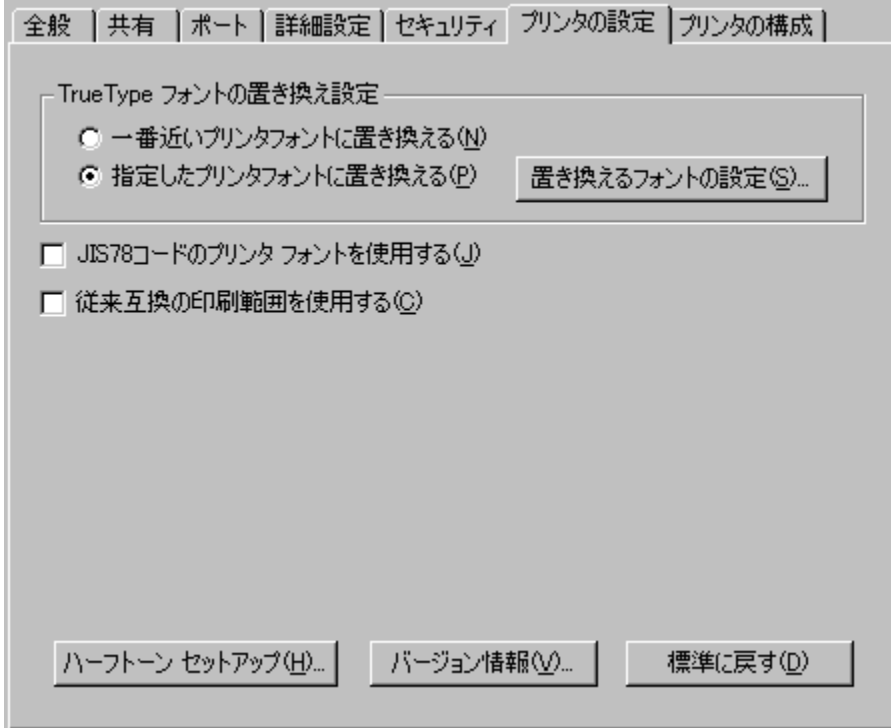 全般 共有 ポート 詳細設定 セキュリティ プリンタの設定 プリンタの構成
TrueType フォントの置き換え設定
一番近いプリンタフォントに置き換える(N)
指定したプリンタフォントに置き換える(P) 置き換えるフォントの設定(S)...
JIS78コードのプリンタ フォントを使用する(J)
従来互換の印刷範囲を使用する(C)
ハーフトーン セットアップ(H)... バージョン情報(V)... 標準に戻す(D)